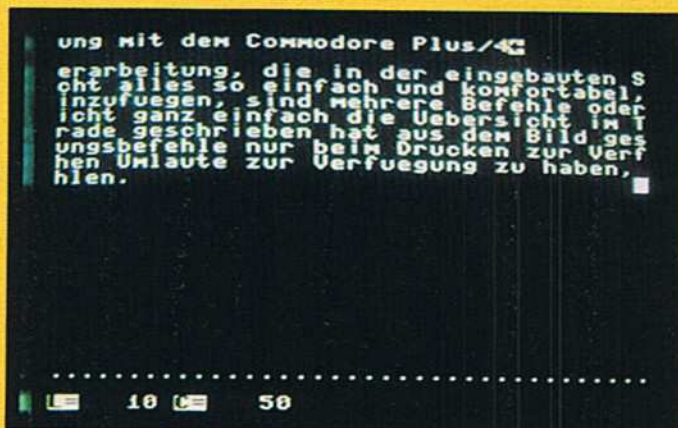 ung mit dem Commodore Plus/4
erarbeitung, die in der eingebauten S
cht alles so einfach und komfortabel,
inzufuegen, sind mehrere Befehle oder
icht ganz einfach die Uebersicht im T
rade geschrieben hat aus dem Bild ges
ungsbefehle nur beim Drucken zur Verf
hen Umlaute zur Verfuegung zu haben,
hlen.
L= 10 C= 50